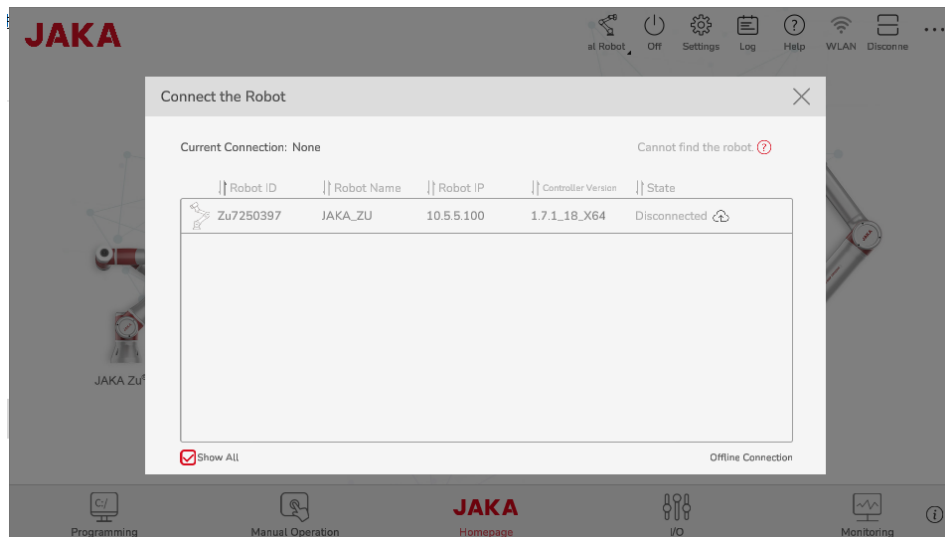 JAKA
al Robot
Off
Settings
Log
Help
WLAN
Disconne
Connect the Robot
Current Connection: None
Cannot find the robot. ?
Robot ID
Robot Name
Robot IP
Controller Version
State
Zu7250397
JAKA_ZU
10.5.5.100
1.7.1_18_X64
Disconnected
Show All
Offline Connection
JAKA Zu
C:/
Programming
Manual Operation
JAKA
Homepage
I/O
Monitoring